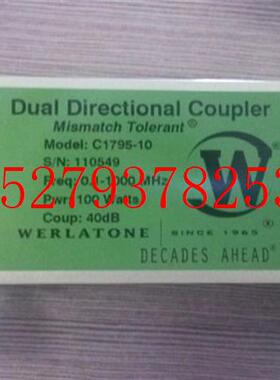 Dual Directional Coupler
Mismatch Tolerant®
Model: C1795-10
S/N: 110549
5279378253
Freq: 0.1-1000 MHz
Pwr: 100 Watts
Coup: 40dB
W
SINCE 1965
WERLATONE
DECADES AHEAD®